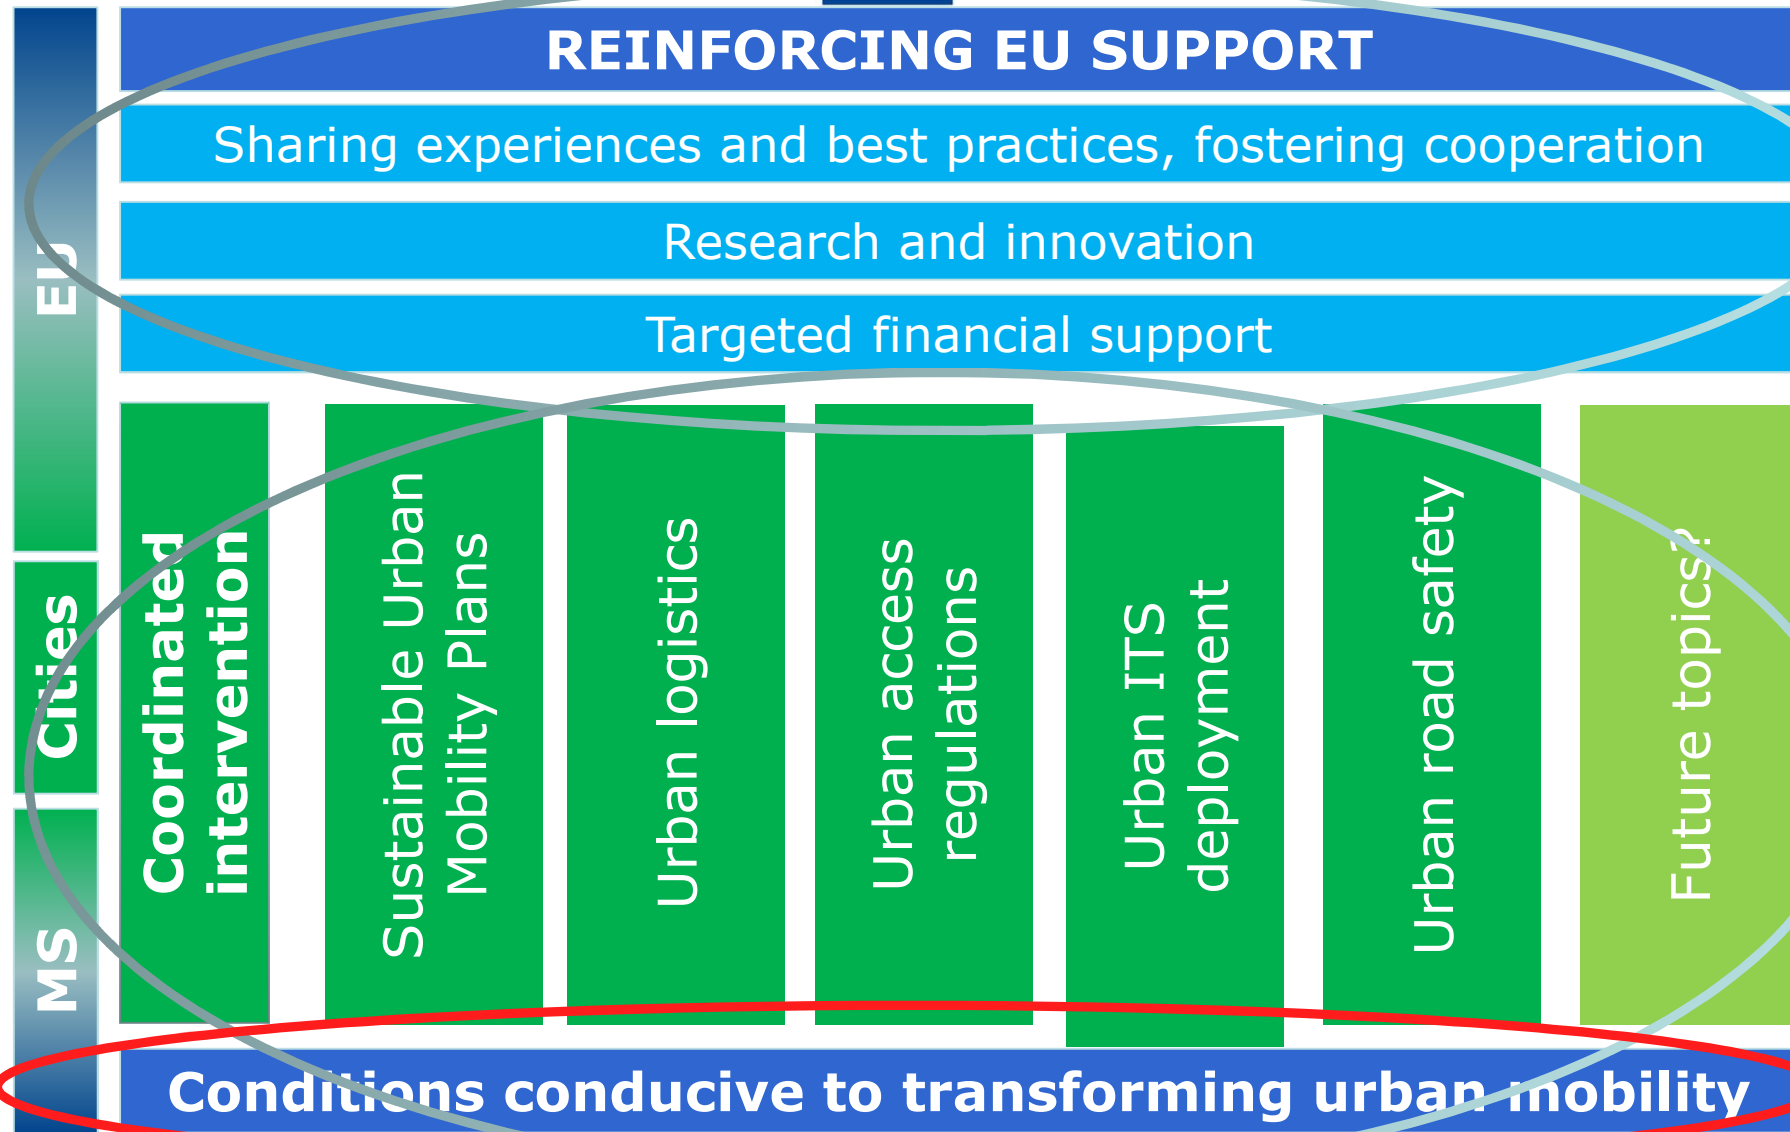 REINFORCING EU SUPPORT
Sharing experiences and best practices, fostering cooperation
Research and innovation
Targeted financial support
EU
Cities
MS
Coordinated
intervention
Sustainable Urban
Mobility Plans
Urban logistics
Urban access
regulations
Urban ITS
deployment
Urban road safety
Future topics?
Conditions conducive to transforming urban mobility